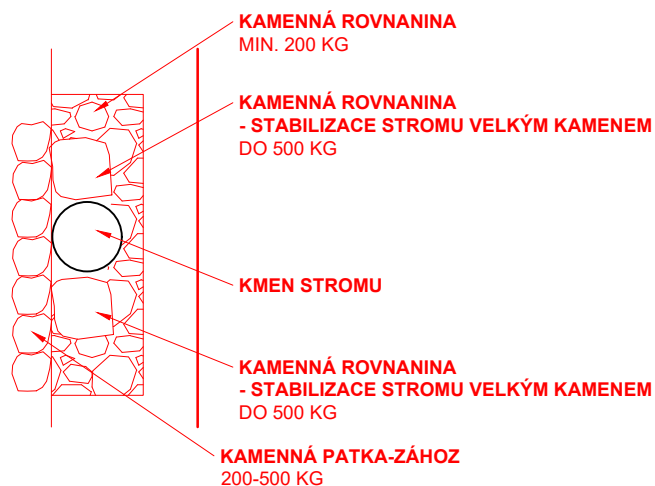 KAMENNÁ ROVNANINA
MIN. 200 KG
KAMENNÁ ROVNANINA
- STABILIZACE STROMU VELKÝM KAMENEM
DO 500 KG
KMEN STROMU
KAMENNÁ ROVNANINA
- STABILIZACE STROMU VELKÝM KAMENEM
DO 500 KG
KAMENNÁ PATKA-ZÁHOZ
200-500 KG